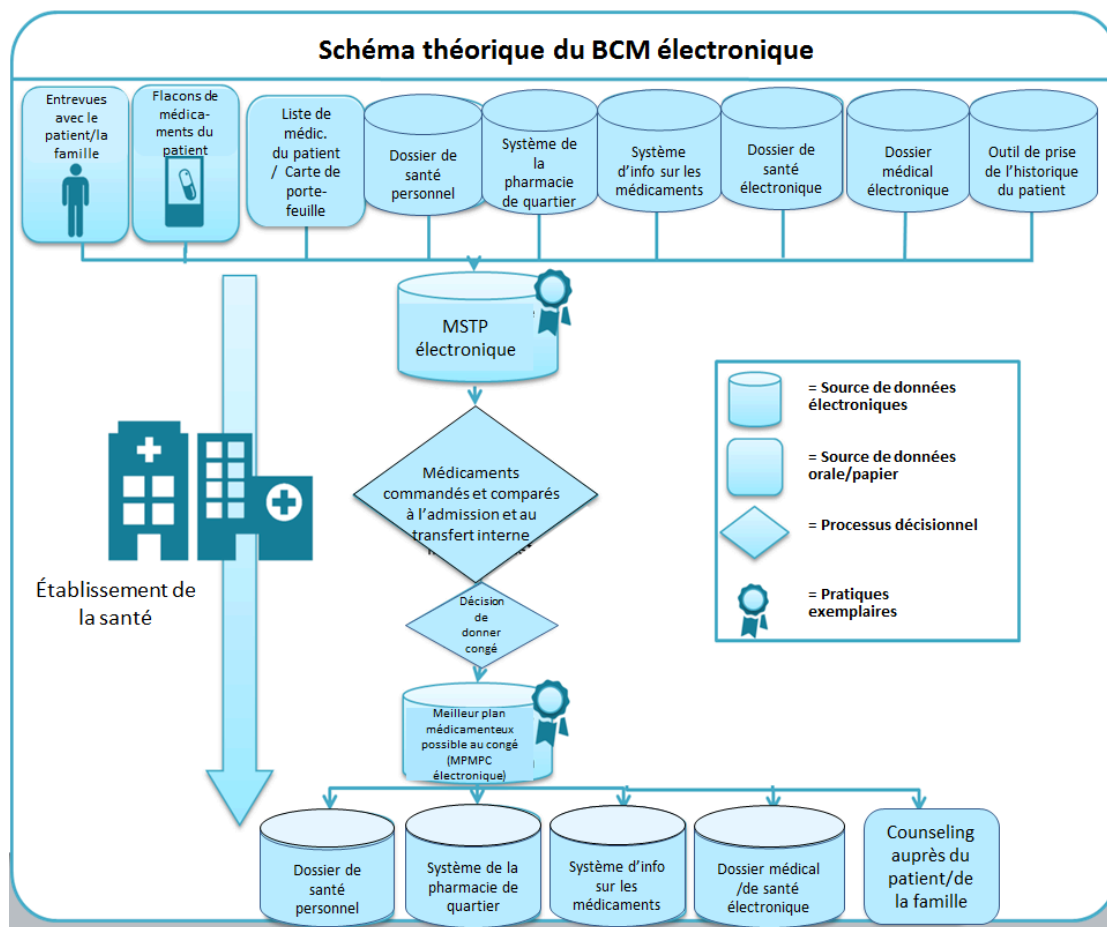 Schéma théorique du BCM électronique
Entrevues
avec le
patient/la
famille
Flacons de
médica-
ments du
patient
Liste de
médic.
du patient
/ Carte de
porte-
feuille
Dossier de
santé
personnel
Système de
la
pharmacie
de quartier
Système
d’info sur les
médicaments
Dossier de
santé
électronique
Dossier
médical
électronique
Outil de prise
de l’historique
du patient
MSTP
électronique
Médicaments
commandés et comparés
à l’admission et au
transfert interne
Décision
de
donner
congé
Meilleur plan
médicamenteux
possible au congé
(MPMPC
électronique)
Établissement de
la santé
= Source de données
électroniques
= Source de données
orale/papier
= Processus décisionnel
= Pratiques
exemplaires
Dossier de
santé
personnel
Système de la
pharmacie de
quartier
Système d’info
sur les
médicaments
Dossier médical
/de santé
électronique
Counseling
auprès du
patient/de
la famille